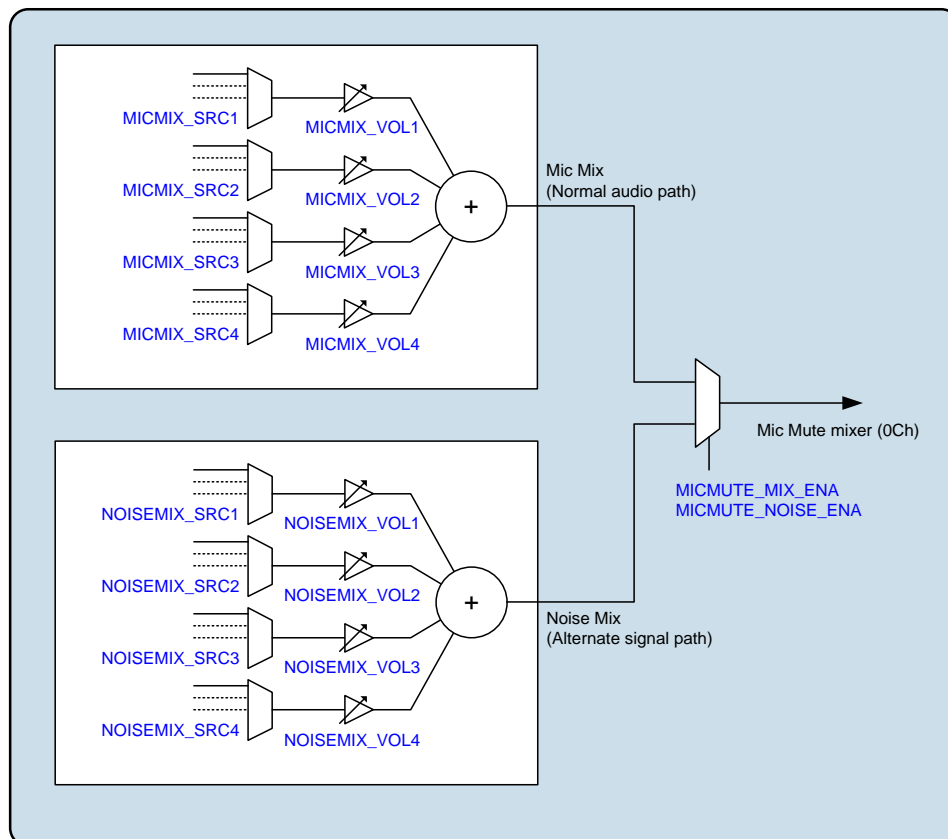 MICMIX_SRC1
MICMIX_VOL1
MICMIX_SRC2
MICMIX_VOL2
MICMIX_SRC3
MICMIX_VOL3
MICMIX_SRC4
MICMIX_VOL4
+
Mic Mix
(Normal audio path)
Mic Mute mixer (0Ch)
MICMUTE_MIX_ENA
MICMUTE_NOISE_ENA
NOISEMIX_SRC1
NOISEMIX_VOL1
NOISEMIX_SRC2
NOISEMIX_VOL2
NOISEMIX_SRC3
NOISEMIX_VOL3
NOISEMIX_SRC4
NOISEMIX_VOL4
+
Noise Mix
(Alternate signal path)